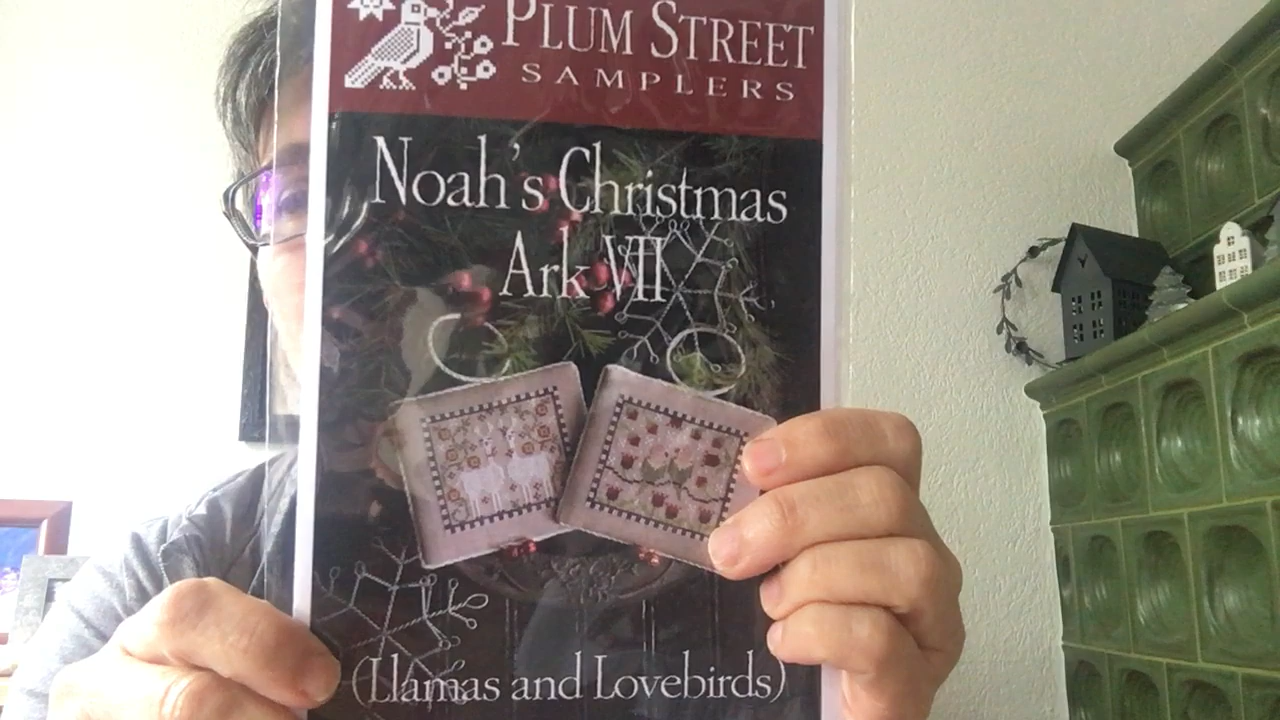 PLUM STREET
SAMPLERS
Noah's Christmas
Ark VII
(Llamas and Lovebirds)